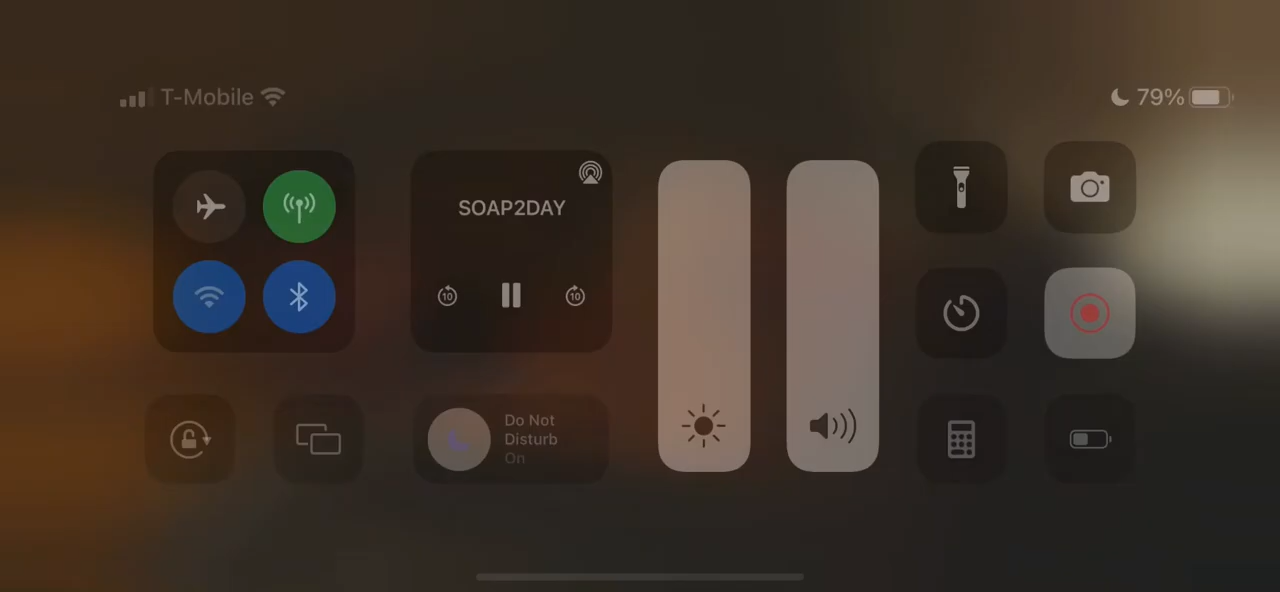 T-Mobile
79%
SOAP2DAY
10
10
Do Not
Disturb
On